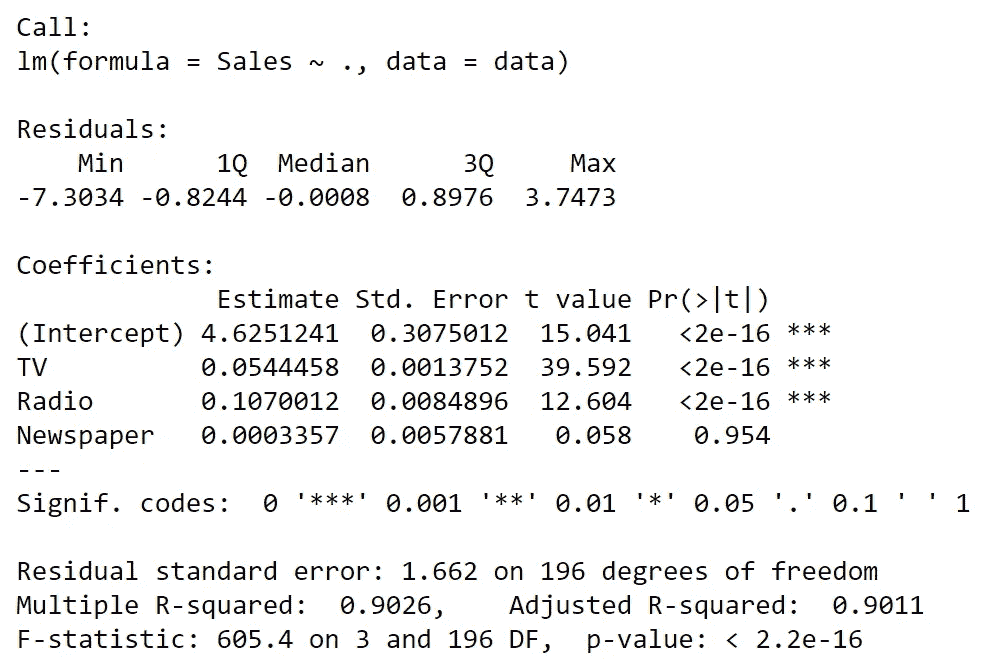 Call:
lm(formula = Sales ~ ., data = data)

Residuals:
    Min      1Q  Median      3Q     Max
-7.3034 -0.8244 -0.0008  0.8976  3.7473

Coefficients:
             Estimate Std. Error t value Pr(>|t|)
(Intercept) 4.6251241  0.3075012  15.041   <2e-16 ***
TV          0.0544458  0.0013752  39.592   <2e-16 ***
Radio       0.1070012  0.0084896  12.604   <2e-16 ***
Newspaper   0.0003357  0.0057881   0.058    0.954
---
Signif. codes:  0 '***' 0.001 '**' 0.01 '*' 0.05 '.' 0.1 ' ' 1

Residual standard error: 1.662 on 196 degrees of freedom
Multiple R-squared:  0.9026,    Adjusted R-squared:  0.9011
F-statistic: 605.4 on 3 and 196 DF,  p-value: < 2.2e-16